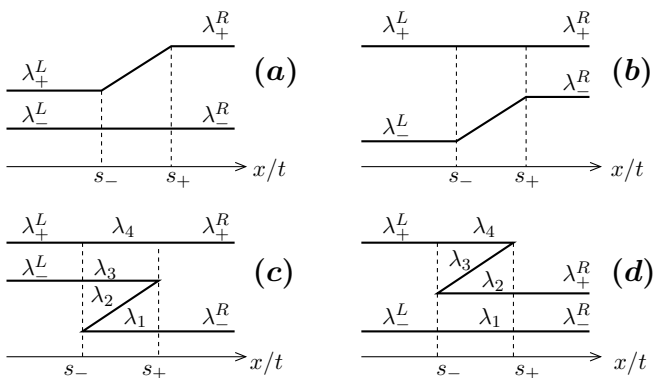 λ₊ᴸ λ₊ᴿ
λ₋ᴸ λ₋ᴿ
(a)
s₋ s₊ x/t
λ₊ᴸ λ₊ᴿ
λ₋ᴸ λ₋ᴿ
(b)
s₋ s₊ x/t
λ₊ᴸ λ₄ λ₊ᴿ
λ₋ᴸ λ₃
(c)
λ₂
λ₁ λ₋ᴿ
s₋ s₊ x/t
λ₊ᴸ λ₄
λ₃
(d)
λ₂ λ₊ᴿ
λ₋ᴸ λ₁ λ₋ᴿ
s₋ s₊ x/t